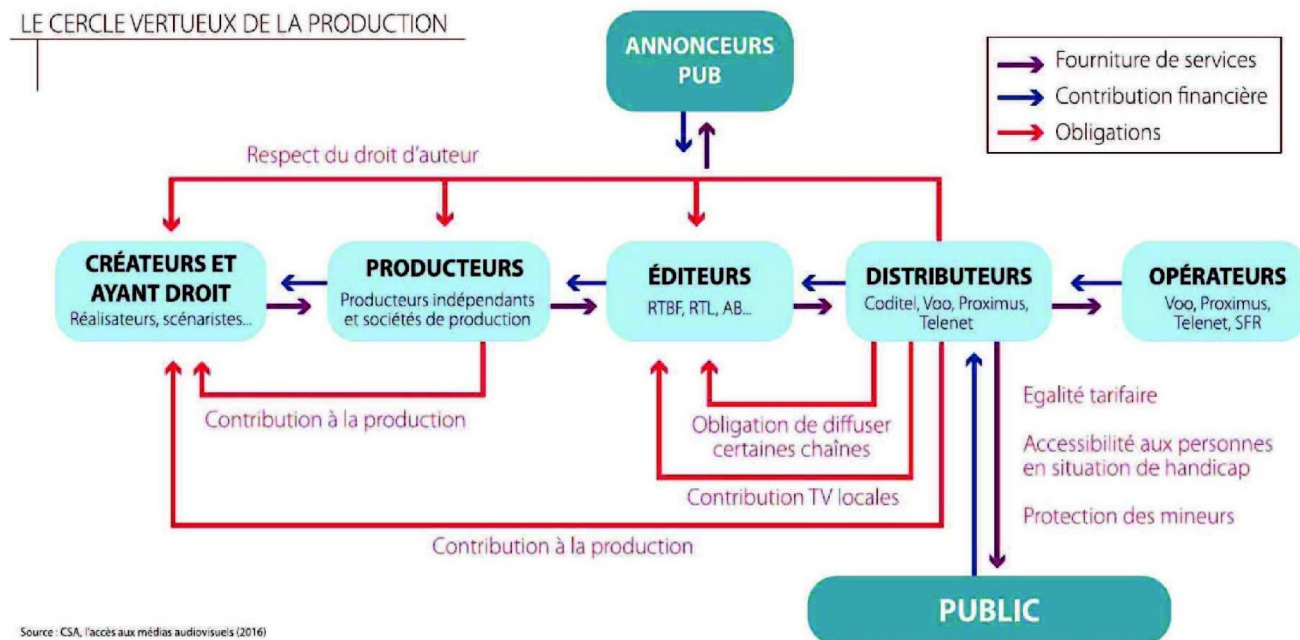 LE CERCLE VERTUEUX DE LA PRODUCTION
ANNONCEURS
PUB
Fourniture de services
Contribution financière
Obligations
Respect du droit d'auteur
CRÉATEURS ET
AYANT DROIT
Réalisateurs, scénaristes...
PRODUCTEURS
Producteurs indépendants
et sociétés de production
ÉDITEURS
RTBF, RTL, AB...
DISTRIBUTEURS
Coditel, Voo, Proximus,
Telenet
OPÉRATEURS
Voo, Proximus,
Telenet, SFR
Contribution à la production
Obligation de diffuser
certaines chaînes
Contribution TV locales
Contribution à la production
Egalité tarifaire
Accessibilité aux personnes
en situation de handicap
Protection des mineurs
PUBLIC
Source : CSA, l'accès aux médias audiovisuels (2016)